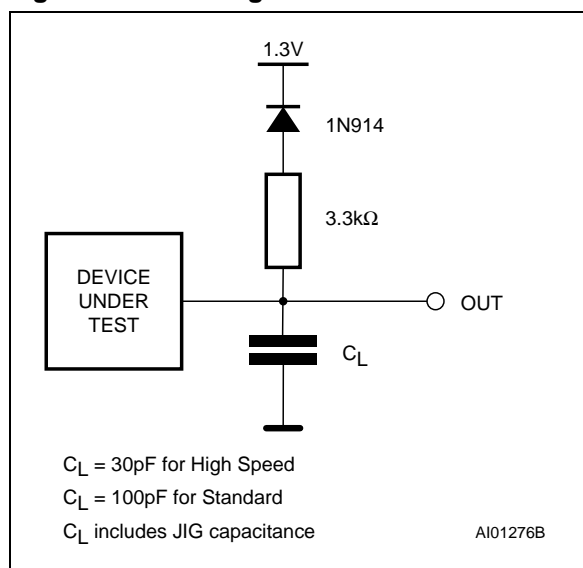 1.3V
1N914
3.3kΩ
DEVICE
UNDER
TEST
OUT
CL
CL = 30pF for High Speed
CL = 100pF for Standard
CL includes JIG capacitance
AI01276B